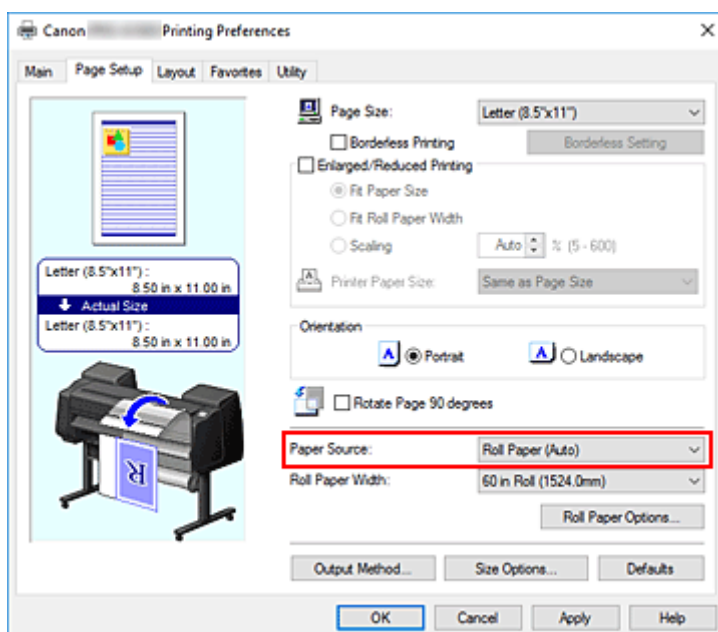 Canon Printing Preferences
Main Page Setup Layout Favorites Utility
Page Size: Letter (8.5"x11")
Borderless Printing Borderless Setting
Enlarged/Reduced Printing
Fit Paper Size
Fit Roll Paper Width
Scaling Auto % (5 - 600)
Printer Paper Size: Same as Page Size
Letter (8.5"x11") :
8.50 in x 11.00 in
Actual Size
Letter (8.5"x11") :
8.50 in x 11.00 in
Orientation
A Portrait A Landscape
Rotate Page 90 degrees
R
Paper Source: Roll Paper (Auto)
Roll Paper Width: 60 in Roll (1524.0mm)
Roll Paper Options...
Output Method... Size Options... Defaults
OK Cancel Apply Help